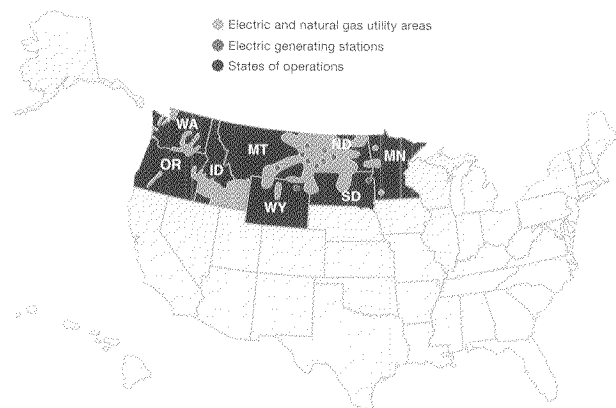 Electric and natural gas utility areas
Electric generating stations
States of operations
WA
MT
ND
MN
OR
ID
WY
SD